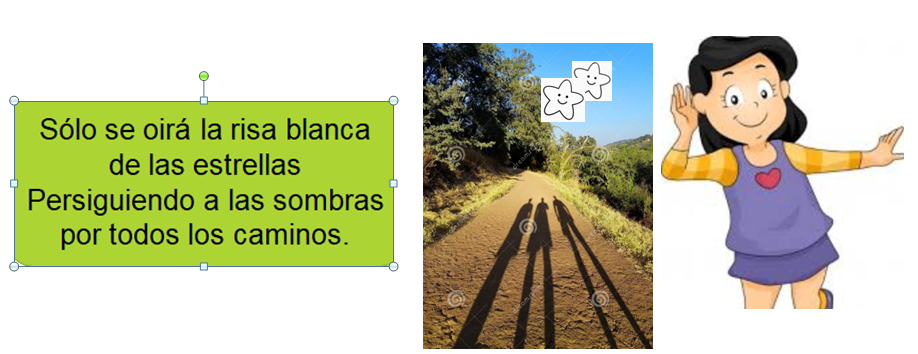 Sólo se oirá la risa blanca
de las estrellas
Persiguiendo a las sombras
por todos los caminos.